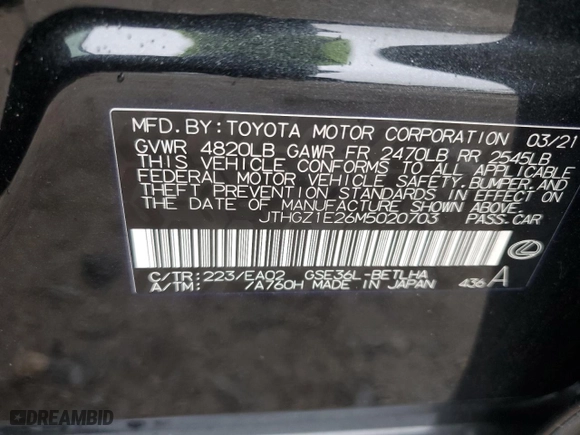 MFD.BY:TOYOTA MOTOR CORPORATION 03/21
GVWR 4820LB GAWR FR 2470LB RR 2545LB
THIS VEHICLE CONFORMS TO ALL APPLICABLE
FEDERAL MOTOR VEHICLE SAFETY,BUMPER,AND
THEFT PREVENTION STANDARDS IN EFFECT ON THE
DATE OF MANUFACTURE SHOWN ABOVE.
JTHGZ1E26M5020703 PASS.CAR
C/TR:223/EA02 GSE36L-BETLHA
A/TM: 7A760H MADE IN JAPAN 436 A
DREAMBID